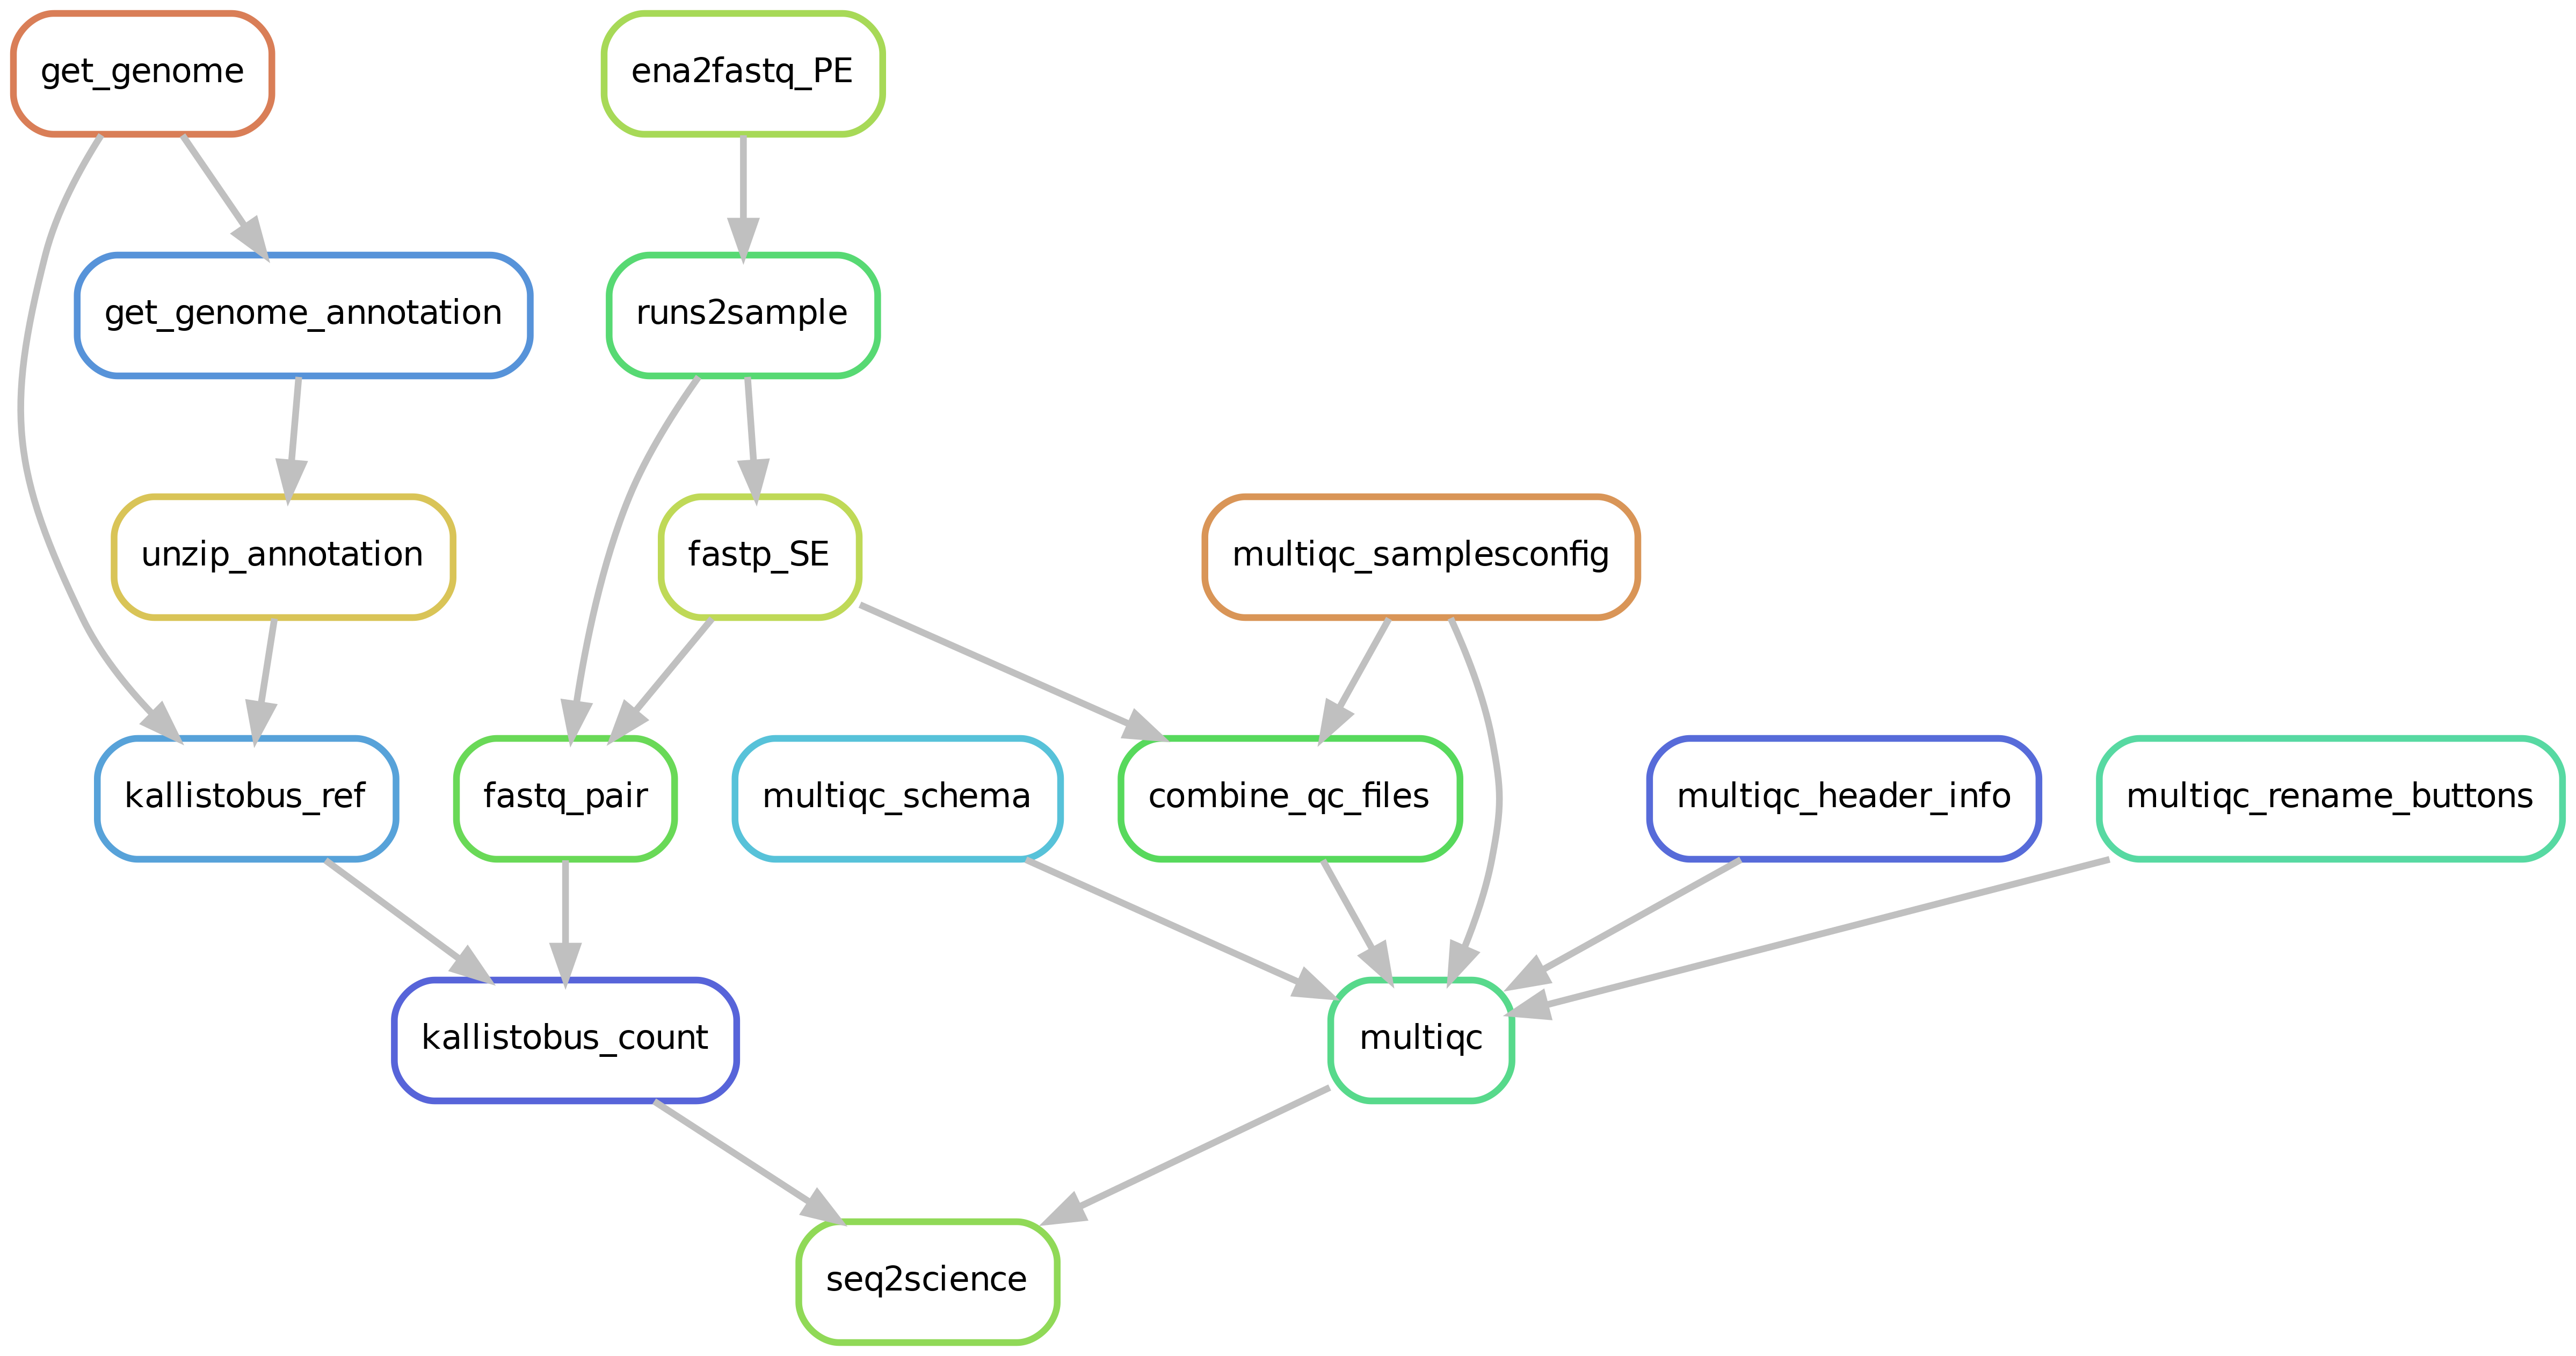 get_genome
ena2fastq_PE
get_genome_annotation
runs2sample
unzip_annotation
fastp_SE
multiqc_samplesconfig
kallistobus_ref
fastq_pair
multiqc_schema
combine_qc_files
multiqc_header_info
multiqc_rename_buttons
kallistobus_count
multiqc
seq2science